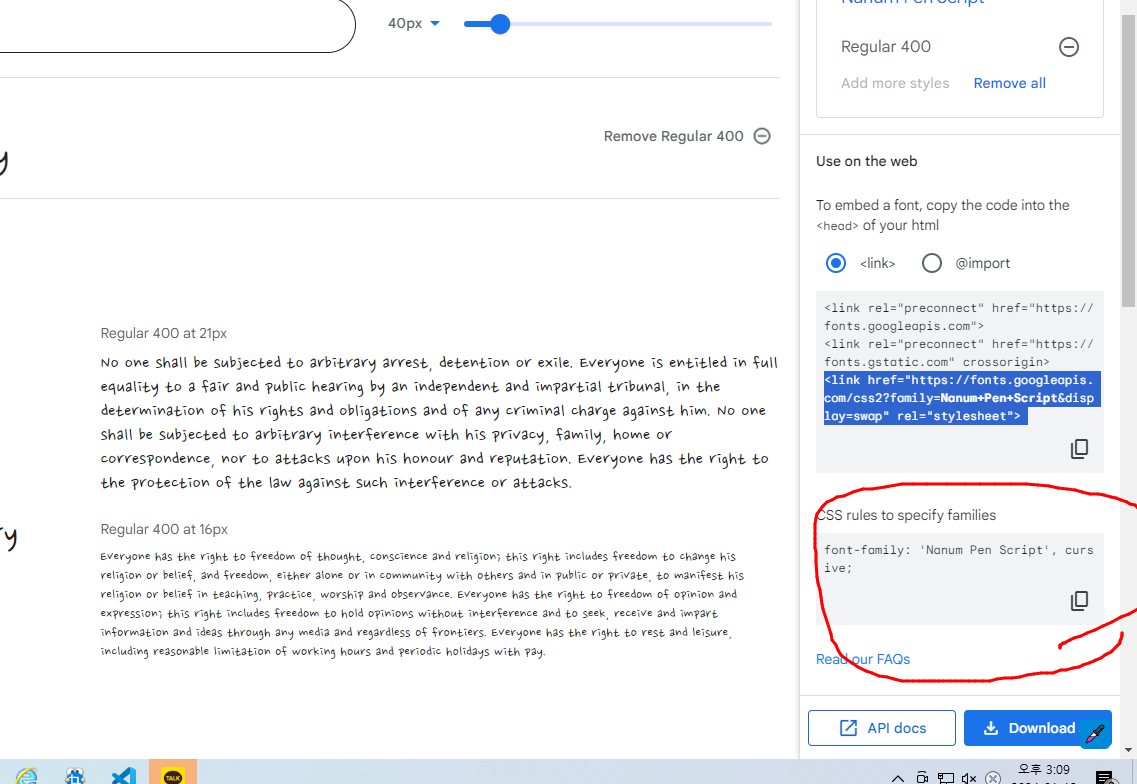 Nanum Pen Script
40px
Regular 400
Add more styles
Remove all
Remove Regular 400
y
Use on the web
To embed a font, copy the code into the
<head> of your html
<link>
@import
<link rel="preconnect" href="https://
fonts.googleapis.com">
<link rel="preconnect" href="https://
fonts.gstatic.com" crossorigin>
<link href="https://fonts.googleapis.
com/css2?family=Nanum+Pen+Script&disp
lay=swap" rel="stylesheet">
Regular 400 at 21px
No one shall be subjected to arbitrary arrest, detention or exile. Everyone is entitled in full
equality to a fair and public hearing by an independent and impartial tribunal, in the
determination of his rights and obligations and of any criminal charge against him. No one
shall be subjected to arbitrary interference with his privacy, family, home or
correspondence, nor to attacks upon his honour and reputation. Everyone has the right to
the protection of the law against such interference or attacks.
CSS rules to specify families
font-family: 'Nanum Pen Script', curs
ive;
ry
Regular 400 at 16px
Everyone has the right to freedom of thought, conscience and religion; this right includes freedom to change his
religion or belief, and freedom, either alone or in community with others and in public or private, to manifest his
religion or belief in teaching, practice, worship and observance. Everyone has the right to freedom of opinion and
expression; this right includes freedom to hold opinions without interference and to seek, receive and impart
information and ideas through any media and regardless of frontiers. Everyone has the right to rest and leisure,
including reasonable limitation of working hours and periodic holidays with pay.
Read our FAQs
API docs
Download
TALK
오후 3:09